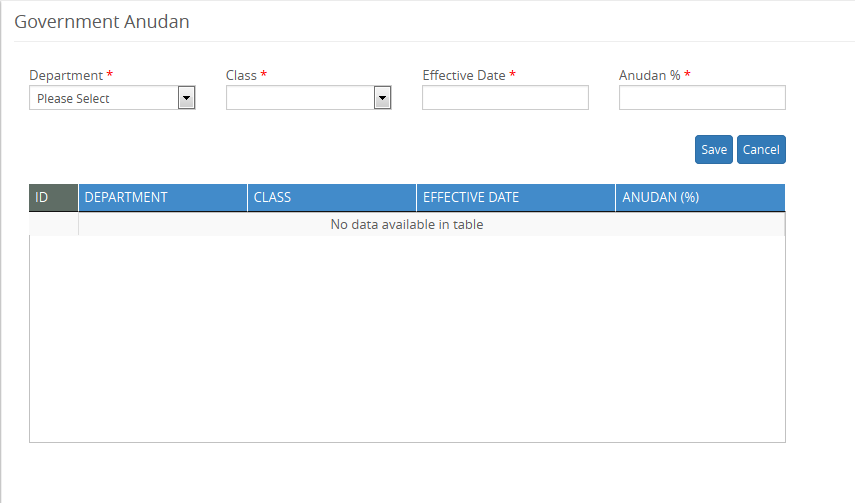 Government Anudan
Department * Class * Effective Date * Anudan % *
Please Select
Save Cancel
ID DEPARTMENT CLASS EFFECTIVE DATE ANUDAN (%)
No data available in table